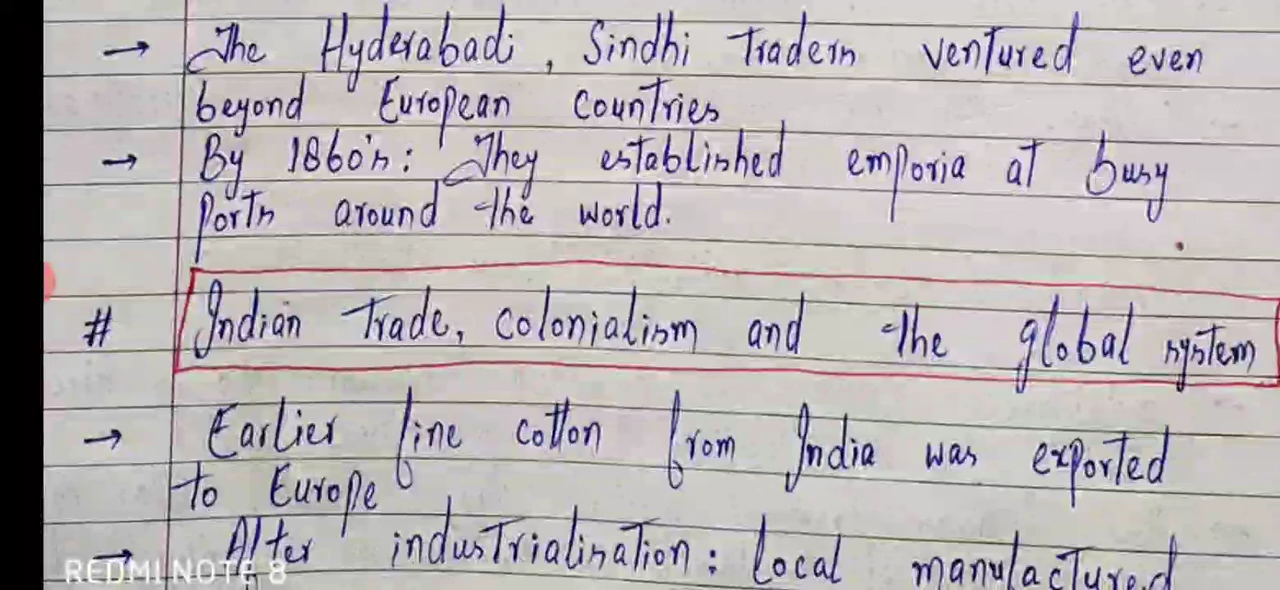 → The Hyderabadi, Sindhi Traders ventured even
beyond European countries
→ By 1860's: They established emporia at busy
Ports around the world.
# Indian Trade, colonialism and the global system
→ Earlier fine cotton from India was exported
to Europe
→ After industrialisation: local manufactured
REDMI NOTE 8